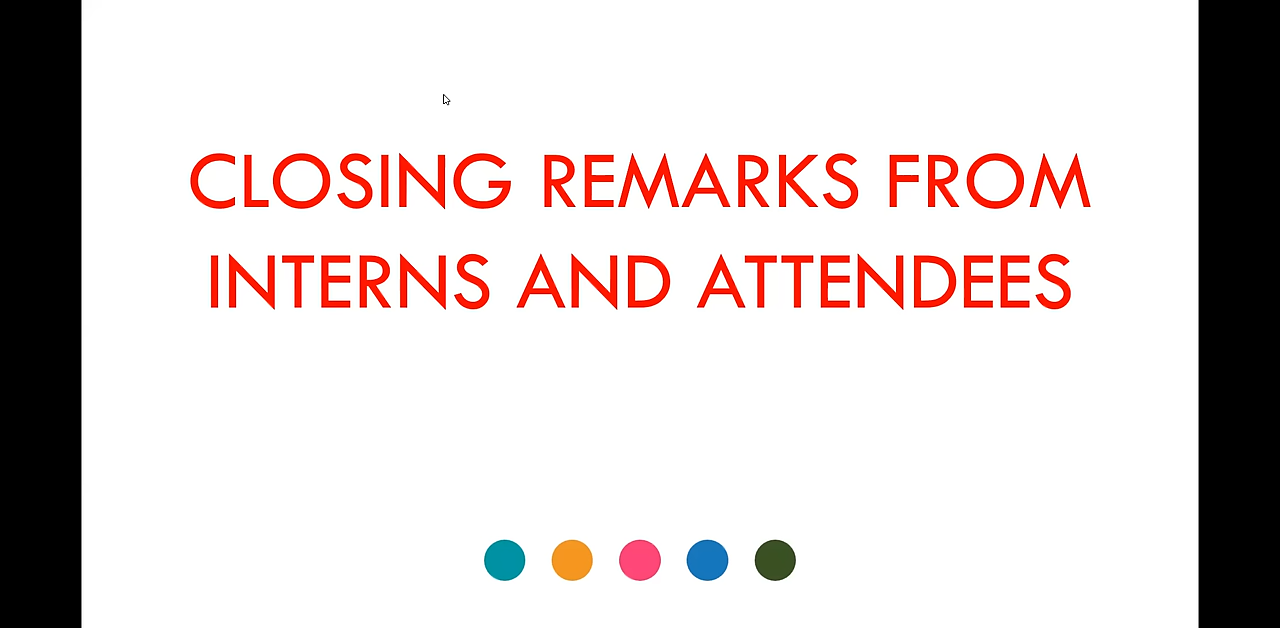 CLOSING REMARKS FROM
INTERNS AND ATTENDEES